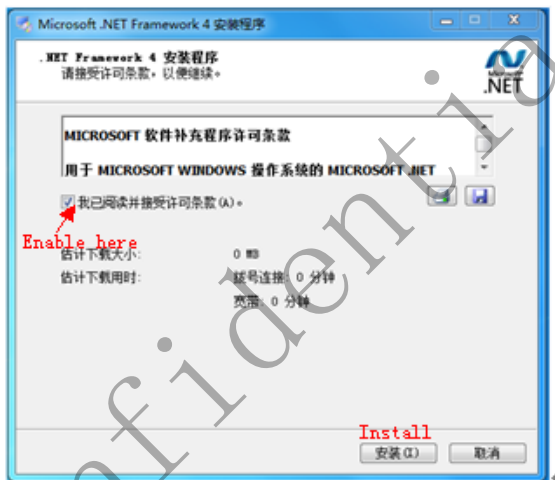 Microsoft .NET Framework 4 安装程序
.NET Framework 4 安装程序
请接受许可条款，以便继续。
Microsoft
.NET
MICROSOFT 软件补充程序许可条款
用于 MICROSOFT WINDOWS 操作系统的 MICROSOFT .NET
我已阅读并接受许可条款(A)。
Enable here
估计下载大小: 0 MB
估计下载用时: 拨号连接: 0 分钟
宽带: 0 分钟
Install
安装(I) 取消
nfidentia